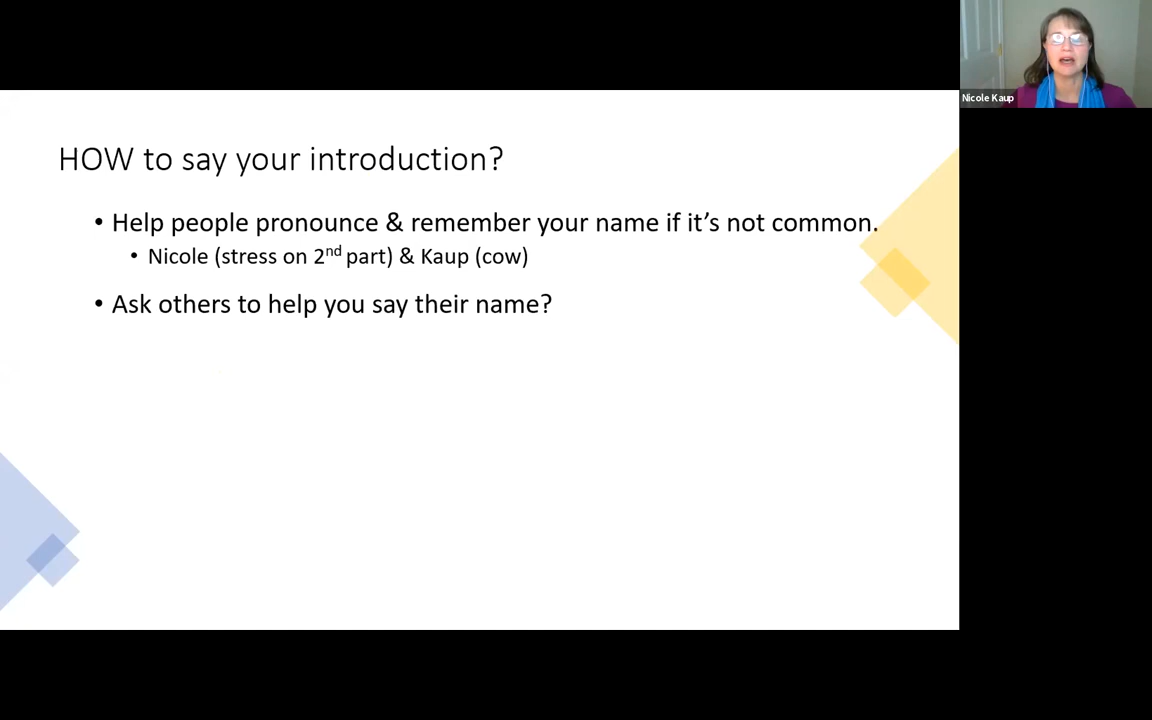 Nicole Kaup
HOW to say your introduction?
• Help people pronounce & remember your name if it's not common.
• Nicole (stress on 2nd part) & Kaup (cow)
• Ask others to help you say their name?